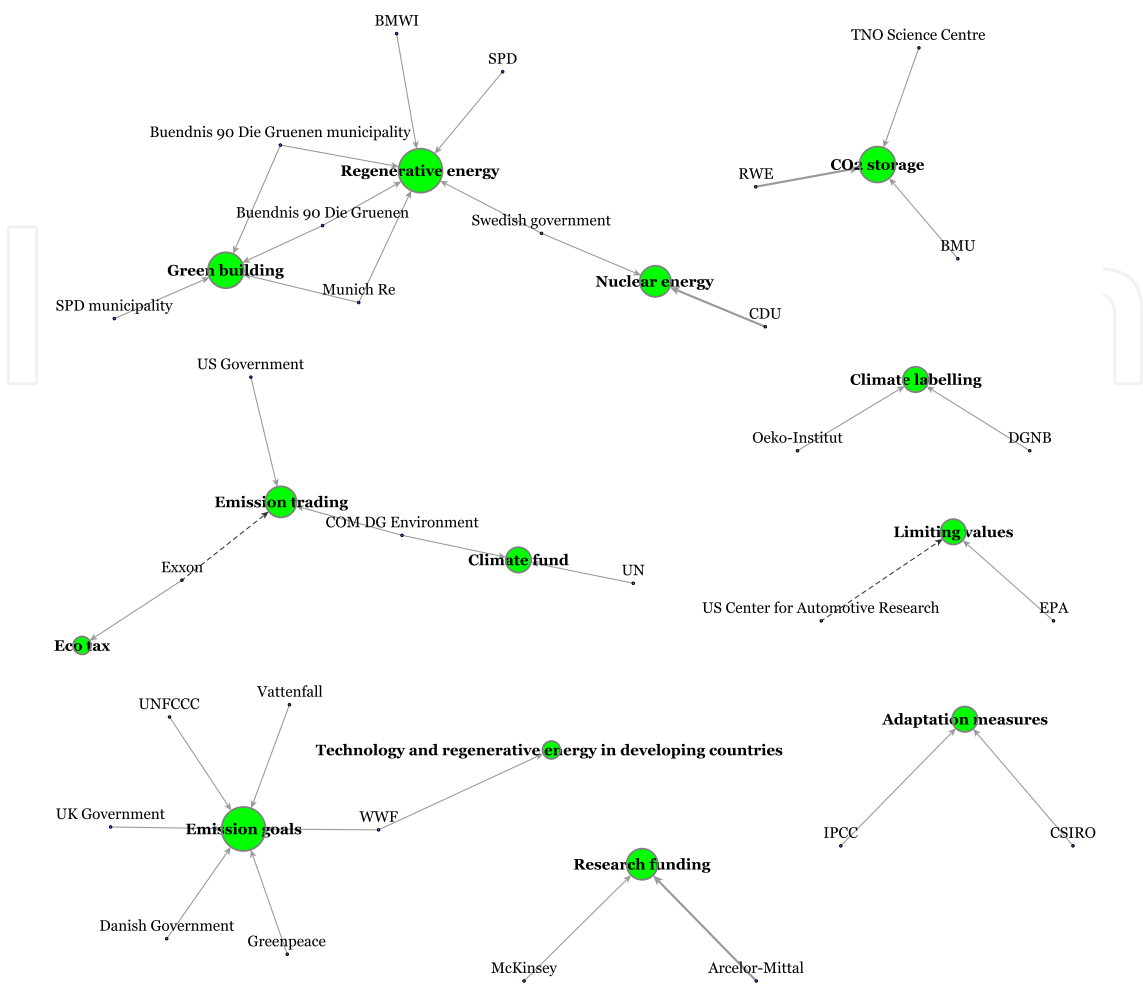 BMWI
TNO Science Centre
SPD
Buendnis 90 Die Gruenen municipality
CO2 storage
Regenerative energy
RWE
Buendnis 90 Die Gruenen
Swedish government
BMU
Green building
Nuclear energy
Munich Re
SPD municipality
CDU
US Government
Climate labelling
Oeko-Institut
DGNB
Emission trading
COM DG Environment
Limiting values
Climate fund
Exxon
UN
US Center for Automotive Research
EPA
Eco tax
Vattenfall
UNFCCC
Adaptation measures
Technology and regenerative energy in developing countries
UK Government
WWF
Emission goals
IPCC
CSIRO
Research funding
Danish Government
Greenpeace
McKinsey
Arcelor-Mittal